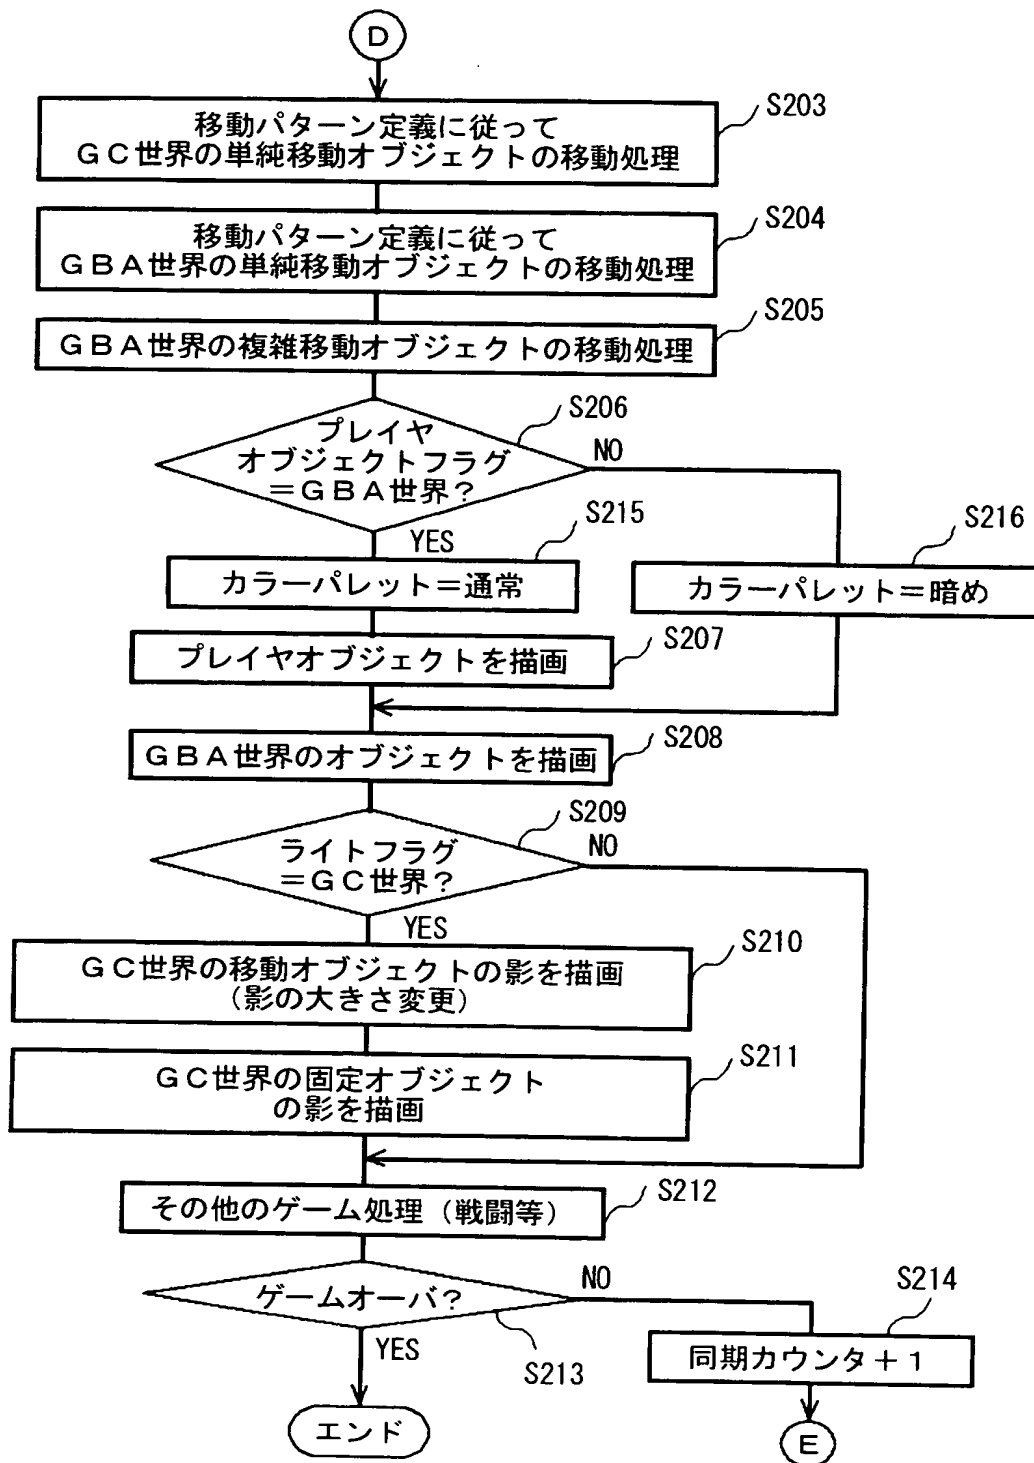 D
S203
移動パターン定義に従って
GC世界の単純移動オブジェクトの移動処理
S204
移動パターン定義に従って
GBA世界の単純移動オブジェクトの移動処理
S205
GBA世界の複雑移動オブジェクトの移動処理
S206
プレイヤ
オブジェクトフラグ
=GBA世界?
NO
YES
S215
カラーパレット=通常
S216
カラーパレット=暗め
S207
プレイヤオブジェクトを描画
S208
GBA世界のオブジェクトを描画
S209
ライトフラグ
=GC世界?
NO
YES
S210
GC世界の移動オブジェクトの影を描画
(影の大きさ変更)
S211
GC世界の固定オブジェクト
の影を描画
S212
その他のゲーム処理(戦闘等)
ゲームオーバ?
NO
YES
S213
S214
同期カウンタ+1
エンド
E